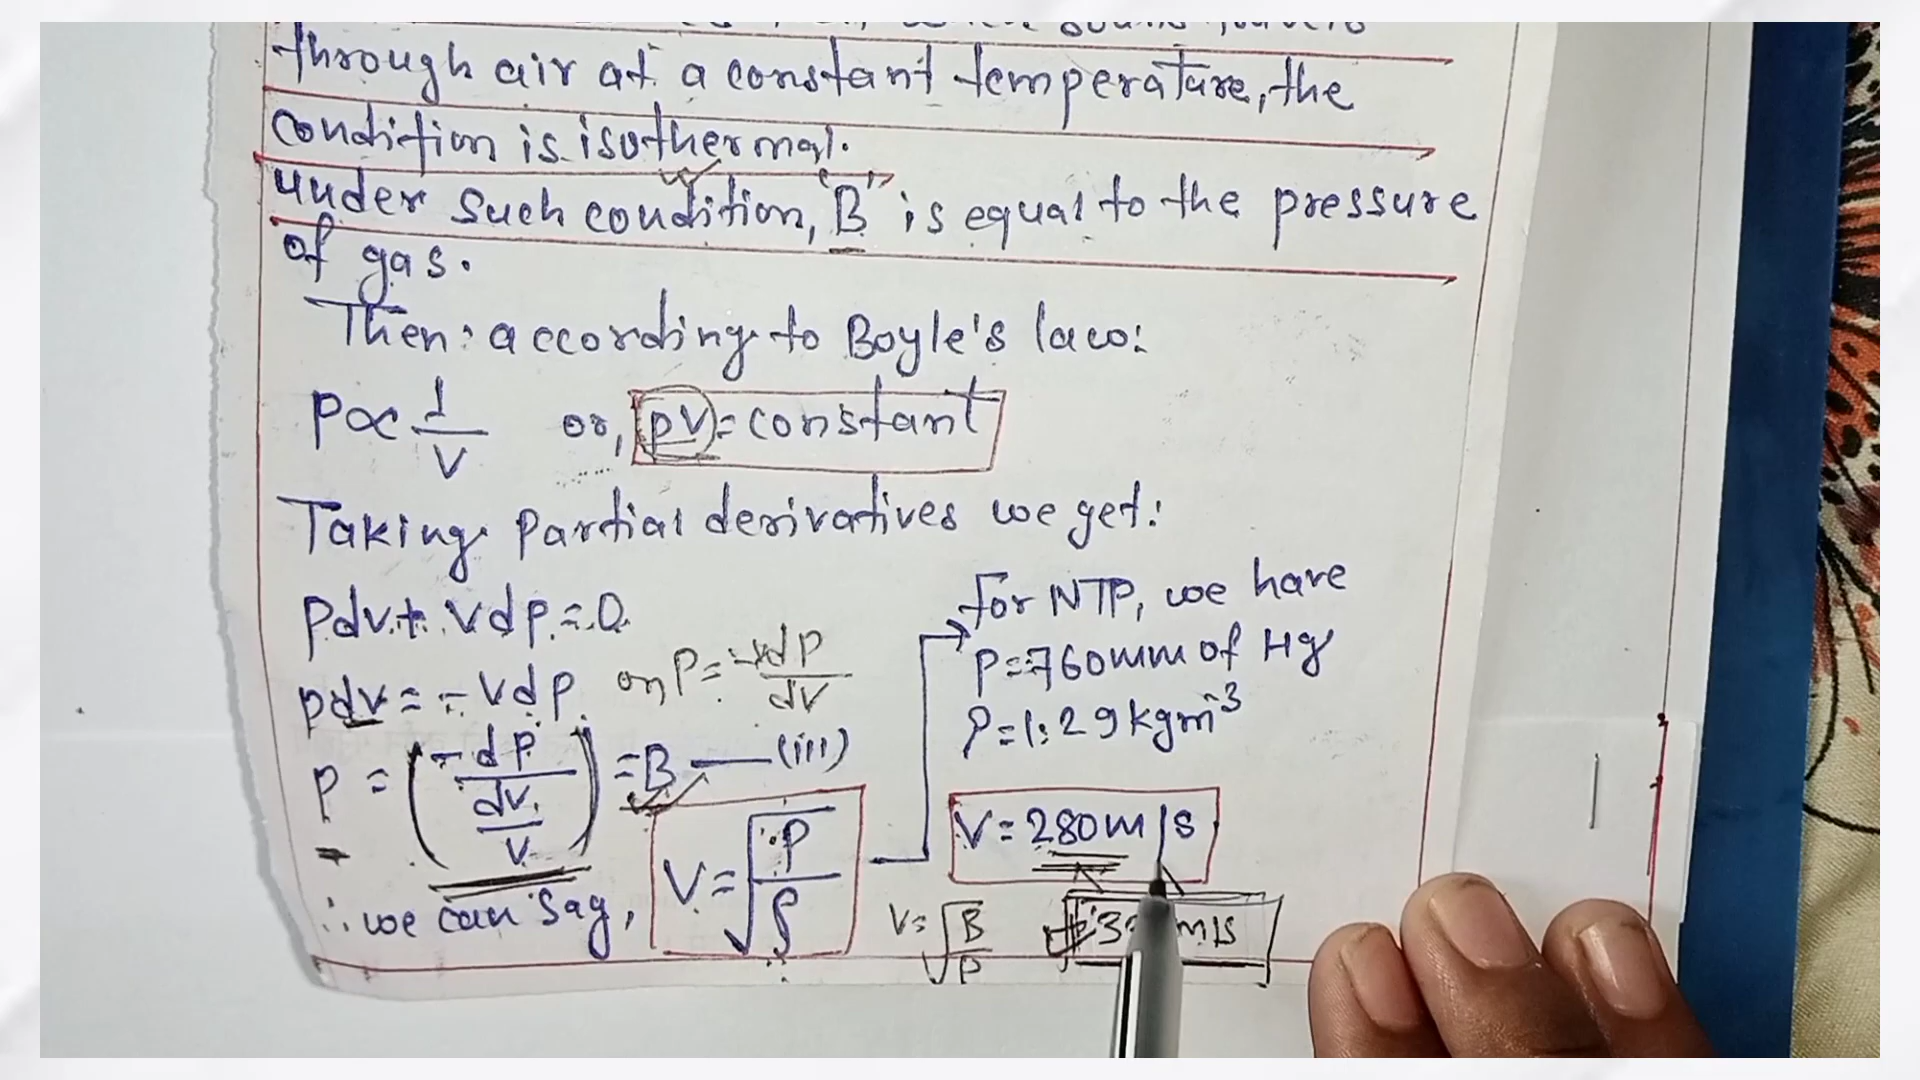 through air at a constant temperature, the
condition is isothermal.
under such condition, "B" is equal to the pressure
of gas.
Then: according to Boyle's law:
P∝ 1/V or, PV = constant
Taking Partial derivatives we get:
Pdv + Vdp = 0
For NTP, we have
Pdv = -Vdp or P = -Vdp/dv
P = 760mm of Hg
ρ = 1.29 kgm⁻³
P = (-dP/(dv/V)) = B — (iii)
V = 280 m/s
∴ we can say, V = √(P/ρ)
V = √(B/ρ)
m/s